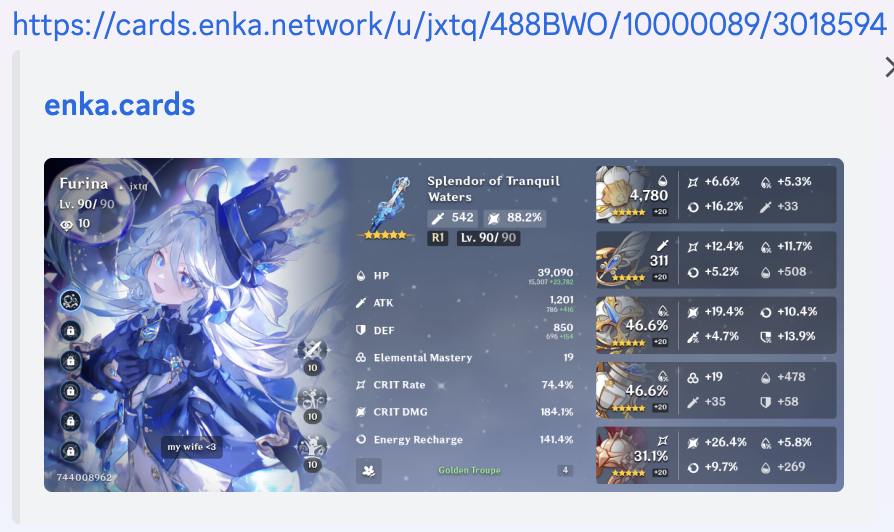 https://cards.enka.network/u/jxtq/488BWO/10000089/3018594
enka.cards
Furina • jxtq
Lv. 90/ 90
10
10
10
10
my wife <3
744008962
Splendor of Tranquil
Waters
542 88.2%
R1 Lv. 90/ 90
HP 39,090
15,307 +23,782
ATK 1,201
786 +416
DEF 850
696 +154
Elemental Mastery 19
CRIT Rate 74.4%
CRIT DMG 184.1%
Energy Recharge 141.4%
Golden Troupe 4
4,780 +6.6% +5.3%
+20 +16.2% +33
311 +12.4% +11.7%
+20 +5.2% +508
46.6% +19.4% +10.4%
+20 +4.7% +13.9%
46.6% +19 +478
+20 +35 +58
31.1% +26.4% +5.8%
+20 +9.7% +269